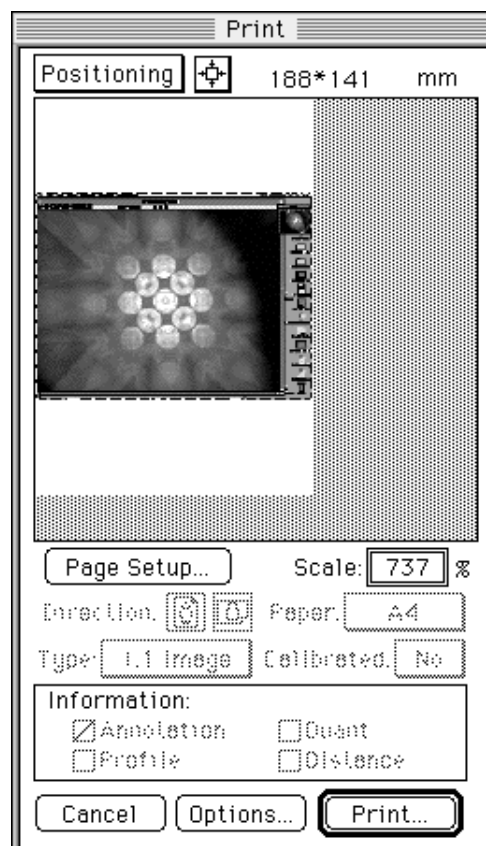 Print
Positioning 188*141 mm
Page Setup... Scale: 737 %
Direction: Paper: A4
Type: 1.1 Image Calibrated: No
Information:
Annotation Quant
Profile Distance
Cancel Options... Print...